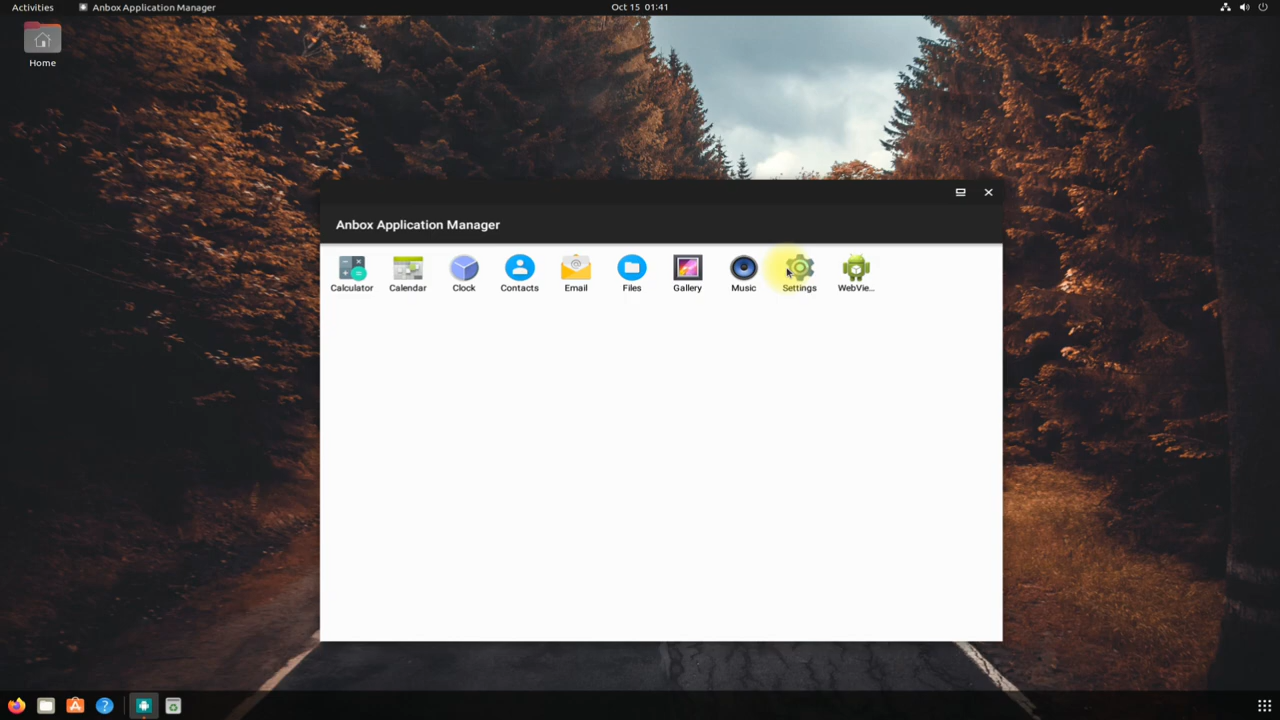 Activities
Anbox Application Manager
Oct 15 01:41
Home
Anbox Application Manager
Calculator
Calendar
Clock
Contacts
Email
Files
Gallery
Music
Settings
WebVie...